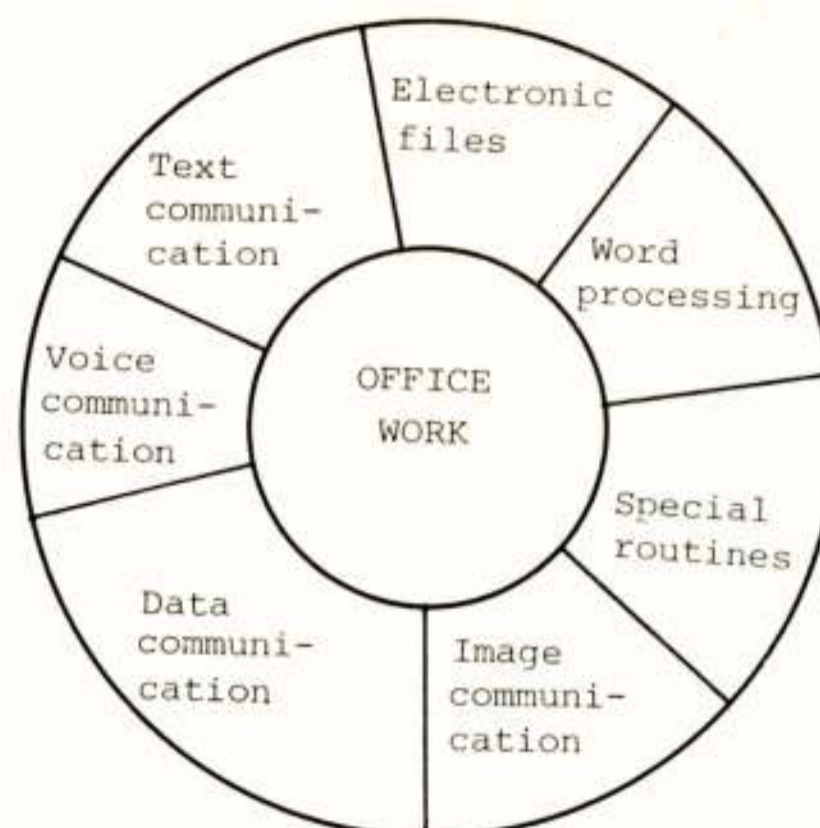 Electronic
files
Word
processing
Special
routines
Image
communi-
cation
Data
communi-
cation
Voice
communi-
cation
Text
communi-
cation
OFFICE
WORK